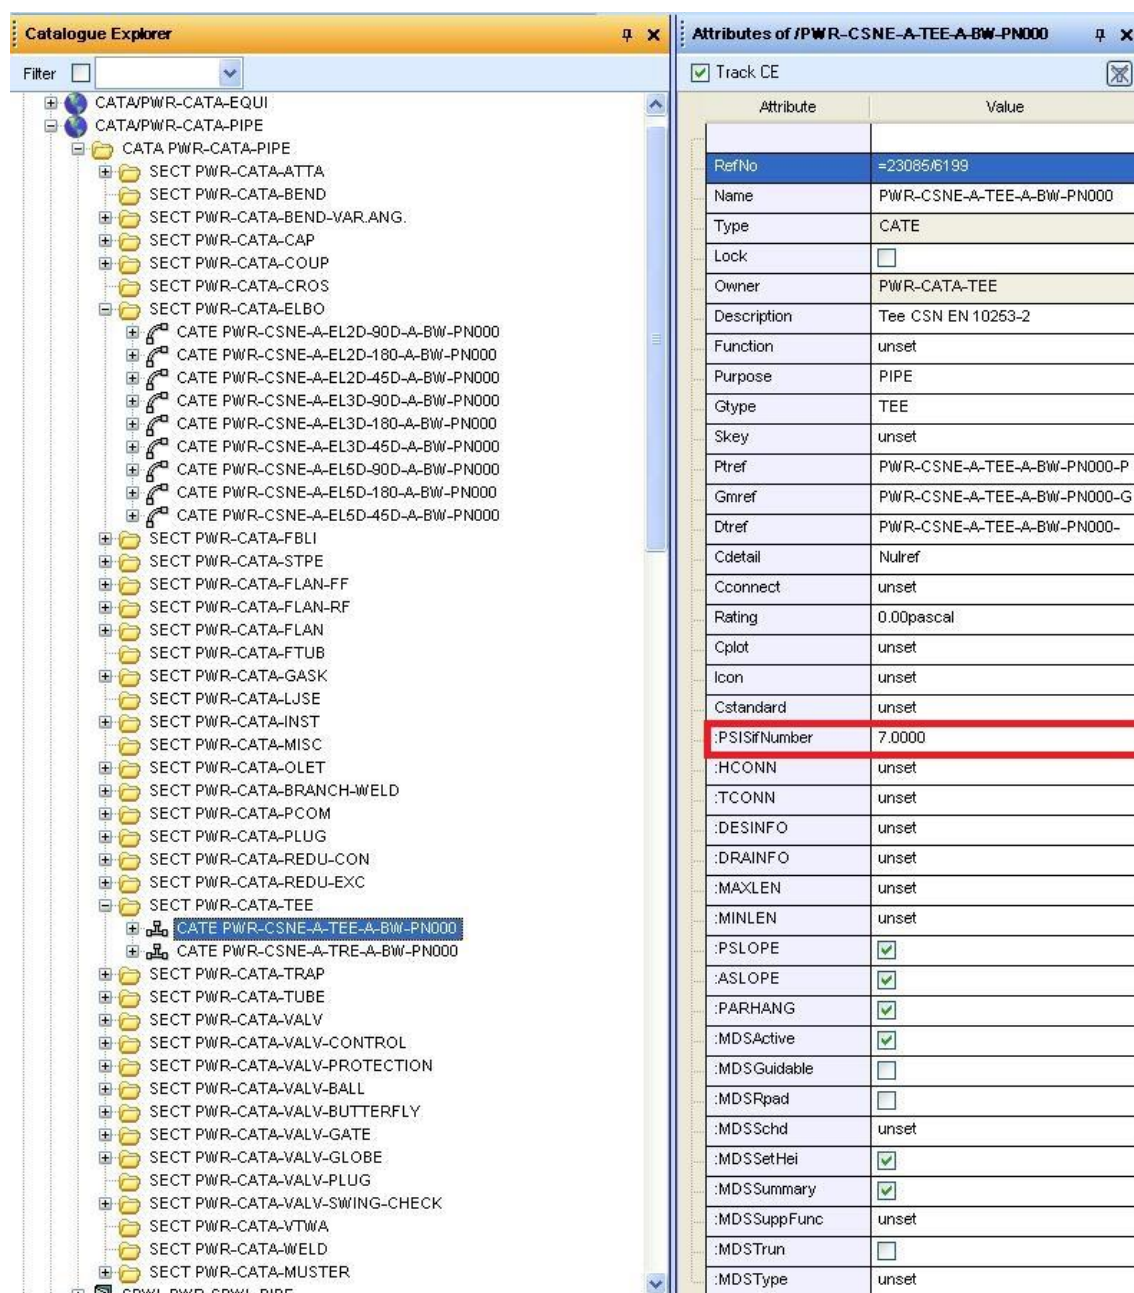 Catalogue Explorer
Filter
CATA/PWR-CATA-EQUI
CATA/PWR-CATA-PIPE
CATA PWR-CATA-PIPE
SECT PWR-CATA-ATTA
SECT PWR-CATA-BEND
SECT PWR-CATA-BEND-VAR.ANG.
SECT PWR-CATA-CAP
SECT PWR-CATA-COUP
SECT PWR-CATA-CROS
SECT PWR-CATA-ELBO
CATE PWR-CSNE-A-EL2D-90D-A-BW-PN000
CATE PWR-CSNE-A-EL2D-180-A-BW-PN000
CATE PWR-CSNE-A-EL2D-45D-A-BW-PN000
CATE PWR-CSNE-A-EL3D-90D-A-BW-PN000
CATE PWR-CSNE-A-EL3D-180-A-BW-PN000
CATE PWR-CSNE-A-EL3D-45D-A-BW-PN000
CATE PWR-CSNE-A-EL5D-90D-A-BW-PN000
CATE PWR-CSNE-A-EL5D-180-A-BW-PN000
CATE PWR-CSNE-A-EL5D-45D-A-BW-PN000
SECT PWR-CATA-FBLI
SECT PWR-CATA-STPE
SECT PWR-CATA-FLAN-FF
SECT PWR-CATA-FLAN-RF
SECT PWR-CATA-FLAN
SECT PWR-CATA-FTUB
SECT PWR-CATA-GASK
SECT PWR-CATA-LJSE
SECT PWR-CATA-INST
SECT PWR-CATA-MISC
SECT PWR-CATA-OLET
SECT PWR-CATA-BRANCH-WELD
SECT PWR-CATA-PCOM
SECT PWR-CATA-PLUG
SECT PWR-CATA-REDU-CON
SECT PWR-CATA-REDU-EXC
SECT PWR-CATA-TEE
CATE PWR-CSNE-A-TEE-A-BW-PN000
CATE PWR-CSNE-A-TRE-A-BW-PN000
SECT PWR-CATA-TRAP
SECT PWR-CATA-TUBE
SECT PWR-CATA-VALV
SECT PWR-CATA-VALV-CONTROL
SECT PWR-CATA-VALV-PROTECTION
SECT PWR-CATA-VALV-BALL
SECT PWR-CATA-VALV-BUTTERFLY
SECT PWR-CATA-VALV-GATE
SECT PWR-CATA-VALV-GLOBE
SECT PWR-CATA-VALV-PLUG
SECT PWR-CATA-VALV-SWING-CHECK
SECT PWR-CATA-VTWA
SECT PWR-CATA-WELD
SECT PWR-CATA-MUSTER
Attributes of /PWR-CSNE-A-TEE-A-BW-PN000
Track CE
Attribute Value
RefNo =23085/6199
Name PWR-CSNE-A-TEE-A-BW-PN000
Type CATE
Lock
Owner PWR-CATA-TEE
Description Tee CSN EN 10253-2
Function unset
Purpose PIPE
Gtype TEE
Skey unset
Ptref PWR-CSNE-A-TEE-A-BW-PN000-P
Gmref PWR-CSNE-A-TEE-A-BW-PN000-G
Dtref PWR-CSNE-A-TEE-A-BW-PN000-
Cdetail Nulref
Cconnect unset
Rating 0.00pascal
Cplot unset
Icon unset
Cstandard unset
:PSISifNumber 7.0000
:HCONN unset
:TCONN unset
:DESINFO unset
:DRAINFO unset
:MAXLEN unset
:MINLEN unset
:PSLOPE
:ASLOPE
:PARHANG
:MDSActive
:MDSGuidable
:MDSRpad
:MDSSchd unset
:MDSSetHei
:MDSSummary
:MDSSuppFunc unset
:MDSTrun
:MDSType unset